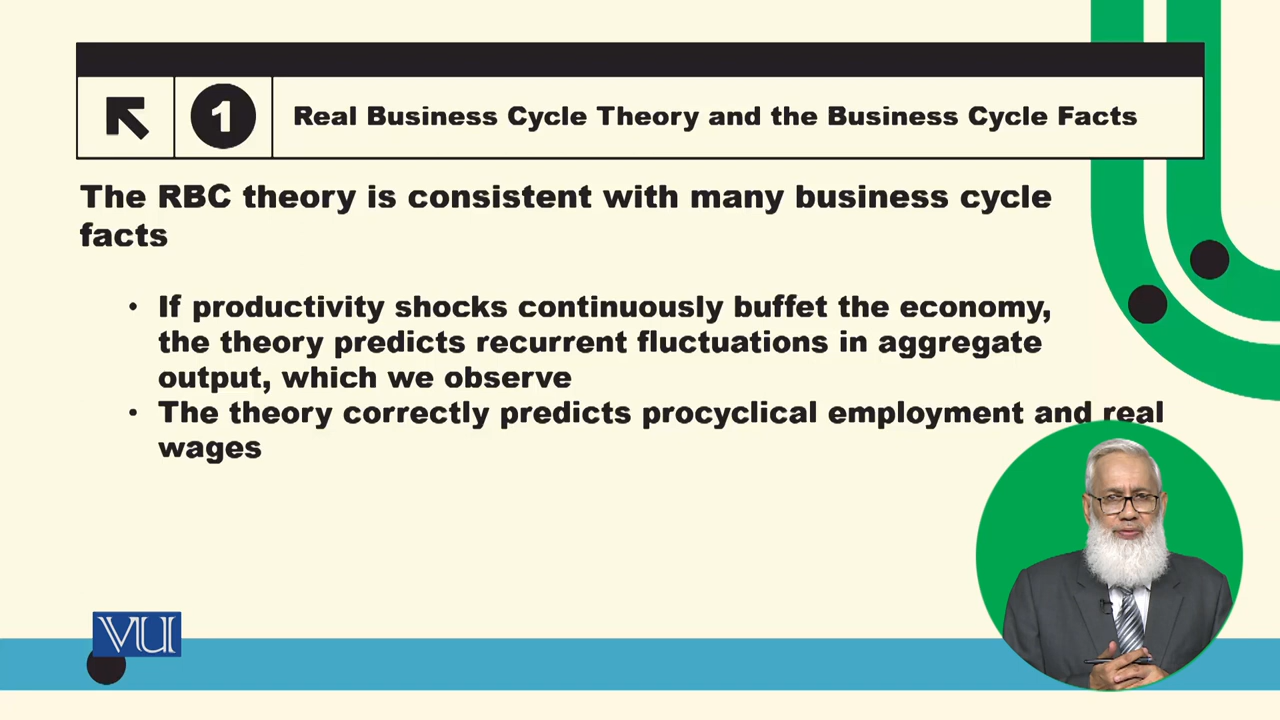 1
Real Business Cycle Theory and the Business Cycle Facts
The RBC theory is consistent with many business cycle
facts
• If productivity shocks continuously buffet the economy,
the theory predicts recurrent fluctuations in aggregate
output, which we observe
• The theory correctly predicts procyclical employment and real
wages
VU